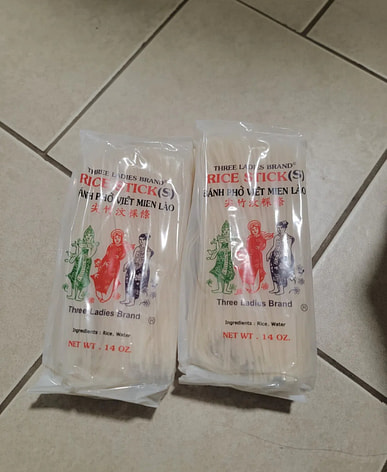 THREE LADIES BRAND®
RICE STICK(S)
BÁNH PHỞ VIẾT MIEN LÀO
Three Ladies Brand
®
Ingredients : Rice, Water
NET WT. 14 OZ.
THREE LADIES BRAND®
RICE STICK(S)
BÁNH PHỞ VIẾT MIEN LÀO
Three Ladies Brand
®
Ingredients : Rice, Water
NET WT. 14 OZ.